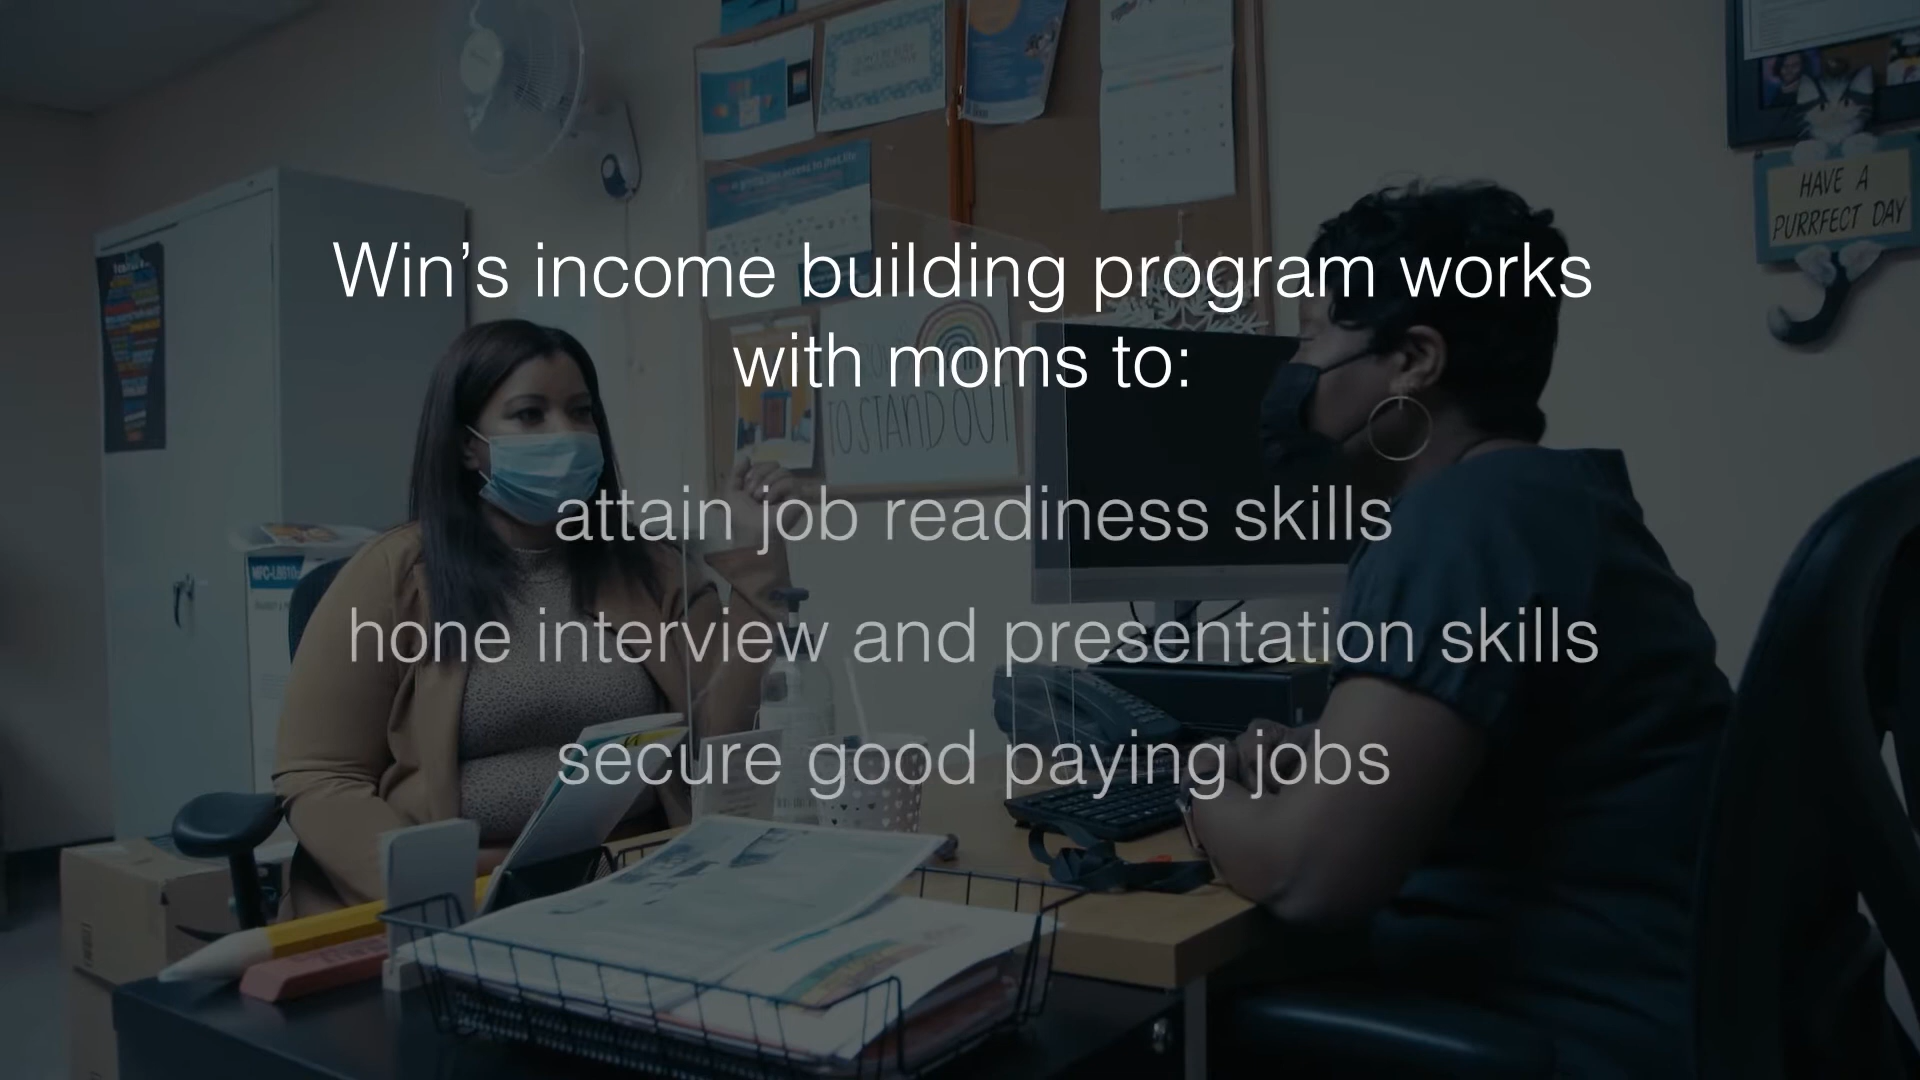 HAVE A
PURRFECT DAY
Win's income building program works
with moms to:
TO STAND OUT
attain job readiness skills
hone interview and presentation skills
secure good paying jobs